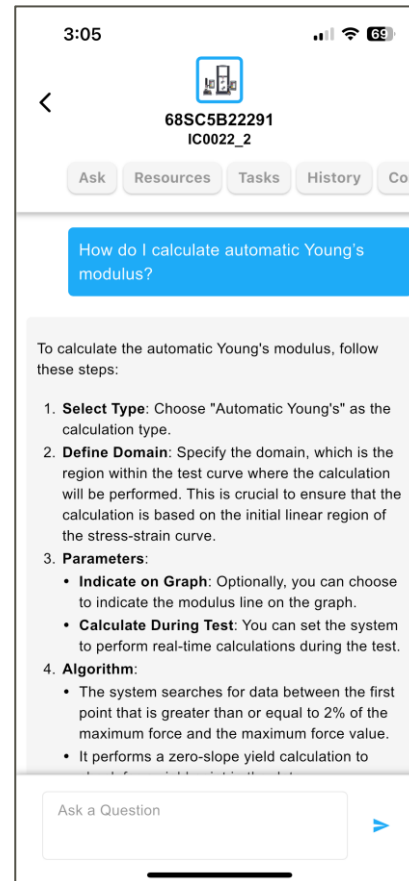 3:05
69
68SC5B22291
IC0022_2
Ask Resources Tasks History Co
How do I calculate automatic Young's
modulus?
To calculate the automatic Young's modulus, follow
these steps:
1. Select Type: Choose "Automatic Young's" as the
calculation type.
2. Define Domain: Specify the domain, which is the
region within the test curve where the calculation
will be performed. This is crucial to ensure that the
calculation is based on the initial linear region of
the stress-strain curve.
3. Parameters:
• Indicate on Graph: Optionally, you can choose
to indicate the modulus line on the graph.
• Calculate During Test: You can set the system
to perform real-time calculations during the test.
4. Algorithm:
• The system searches for data between the first
point that is greater than or equal to 2% of the
maximum force and the maximum force value.
• It performs a zero-slope yield calculation to
Ask a Question